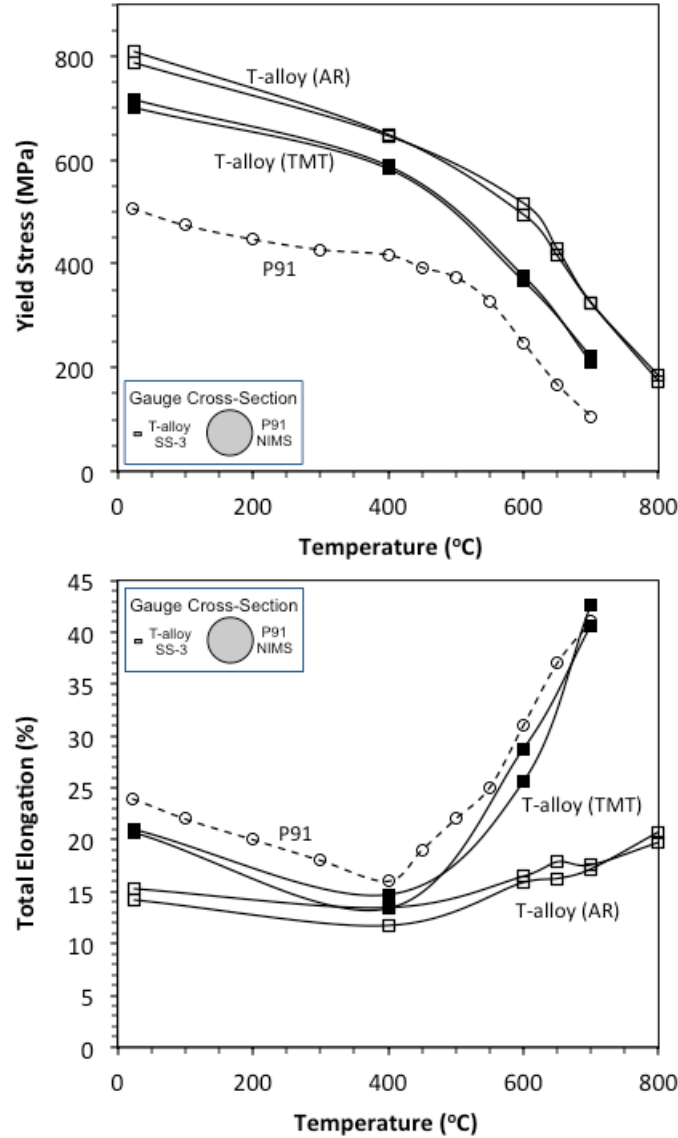 800
600
400
200
0
Yield Stress (MPa)
T-alloy (AR)
T-alloy (TMT)
P91
Gauge Cross-Section
T-alloy
SS-3
P91
NIMS
0
200
400
600
800
Temperature (oC)
45
40
35
30
25
20
15
10
5
0
Total Elongation (%)
Gauge Cross-Section
T-alloy
SS-3
P91
NIMS
P91
T-alloy (TMT)
T-alloy (AR)
0
200
400
600
800
Temperature (oC)